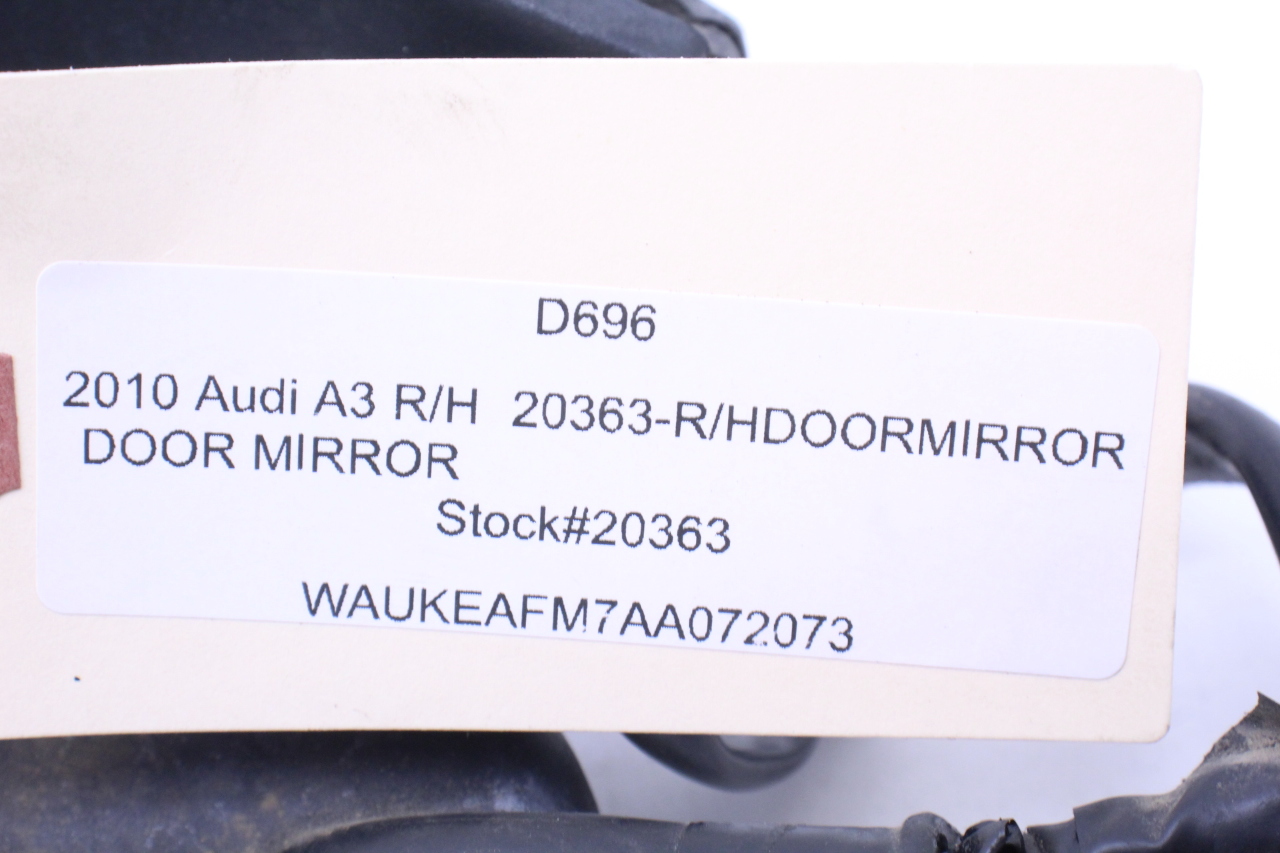 D696
2010 Audi A3 R/H 20363-R/HDOORMIRROR
DOOR MIRROR
Stock#20363
WAUKEAFM7AA072073